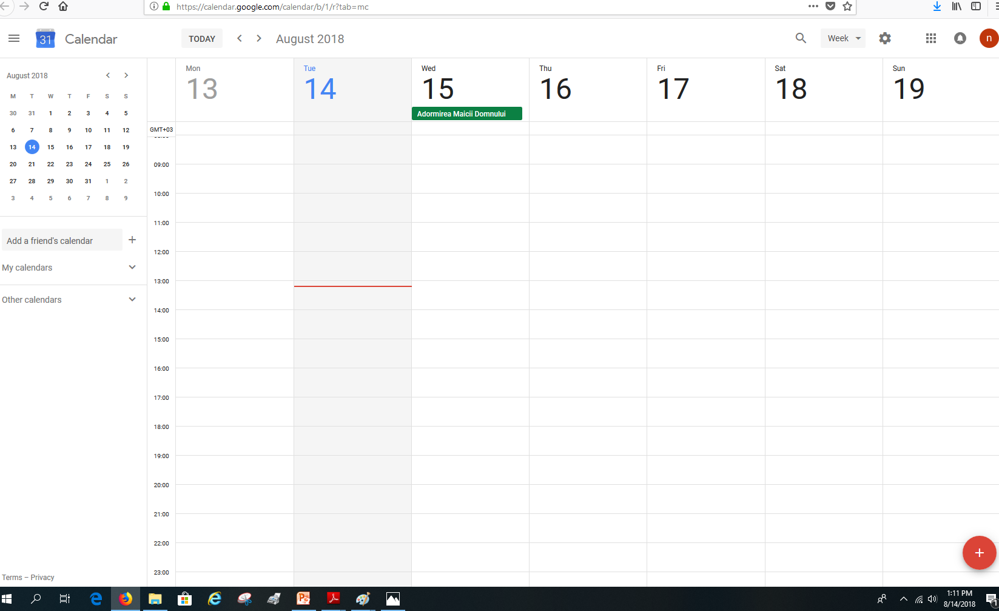 https://calendar.google.com/calendar/b/1/r?tab=mc
31 Calendar TODAY August 2018 Week n
August 2018
M T W T F S S
30 31 1 2 3 4 5
6 7 8 9 10 11 12
13 14 15 16 17 18 19
20 21 22 23 24 25 26
27 28 29 30 31 1 2
3 4 5 6 7 8 9
Add a friend's calendar
My calendars
Other calendars
Terms – Privacy
Mon Tue Wed Thu Fri Sat Sun
13 14 15 16 17 18 19
Adormirea Maicii Domnului
GMT+03
09:00
10:00
11:00
12:00
13:00
14:00
15:00
16:00
17:00
18:00
19:00
20:00
21:00
22:00
23:00
1:11 PM
8/14/2018
1